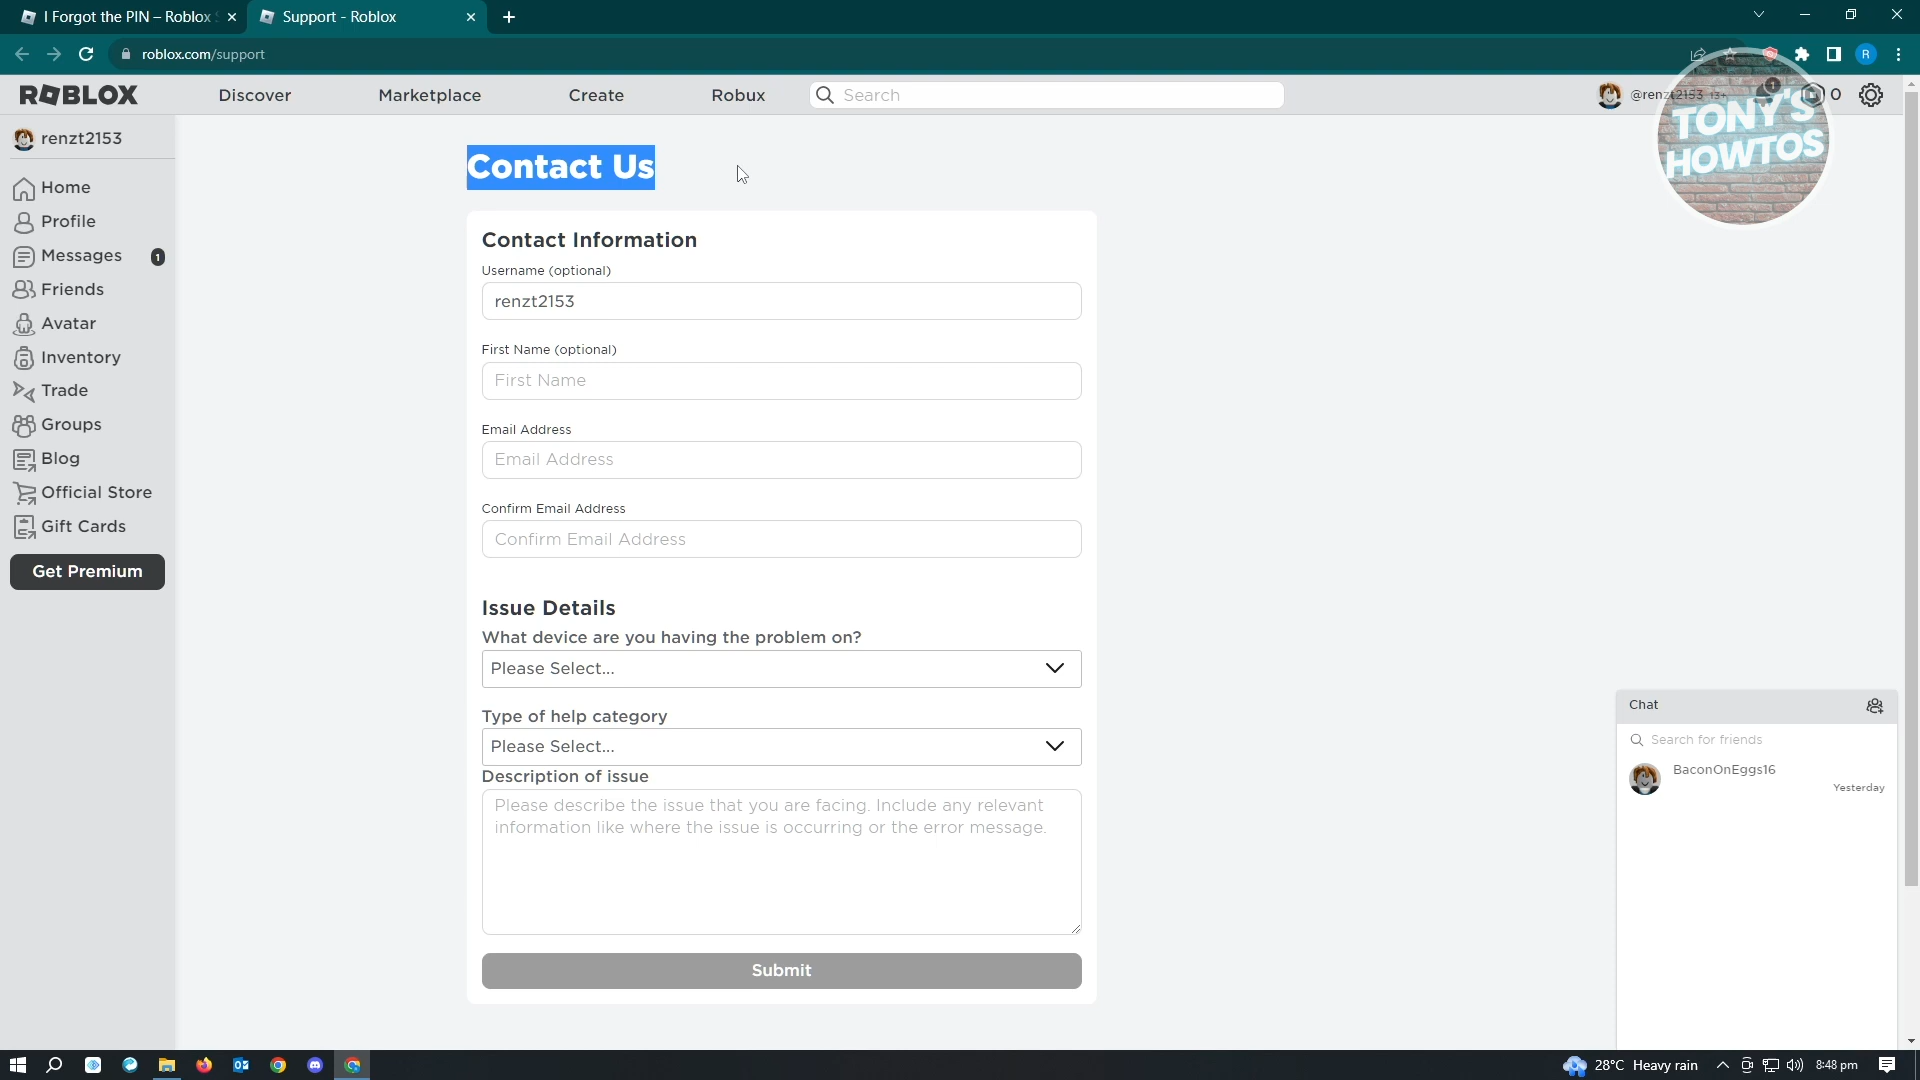 I Forgot the PIN – Roblox
Support - Roblox
roblox.com/support
ROBLOX
Discover
Marketplace
Create
Robux
Search
@renzt2153 13+
1
0
TONY'S
HOWTOS
R
renzt2153
Home
Profile
Messages
1
Friends
Avatar
Inventory
Trade
Groups
Blog
Official Store
Gift Cards
Get Premium
Contact Us
Contact Information
Username (optional)
renzt2153
First Name (optional)
First Name
Email Address
Email Address
Confirm Email Address
Confirm Email Address
Issue Details
What device are you having the problem on?
Please Select...
Type of help category
Please Select...
Description of issue
Please describe the issue that you are facing. Include any relevant
information like where the issue is occurring or the error message.
Submit
Chat
Search for friends
BaconOnEggs16
Yesterday
28°C Heavy rain
8:48 pm